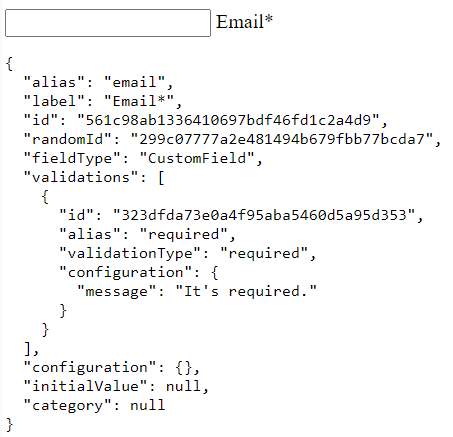 Email*
{
  "alias": "email",
  "label": "Email*",
  "id": "561c98ab1336410697bdf46fd1c2a4d9",
  "randomId": "299c07777a2e481494b679fbb77bcda7",
  "fieldType": "CustomField",
  "validations": [
    {
      "id": "323dfda73e0a4f95aba5460d5a95d353",
      "alias": "required",
      "validationType": "required",
      "configuration": {
        "message": "It's required."
      }
    }
  ],
  "configuration": {},
  "initialValue": null,
  "category": null
}